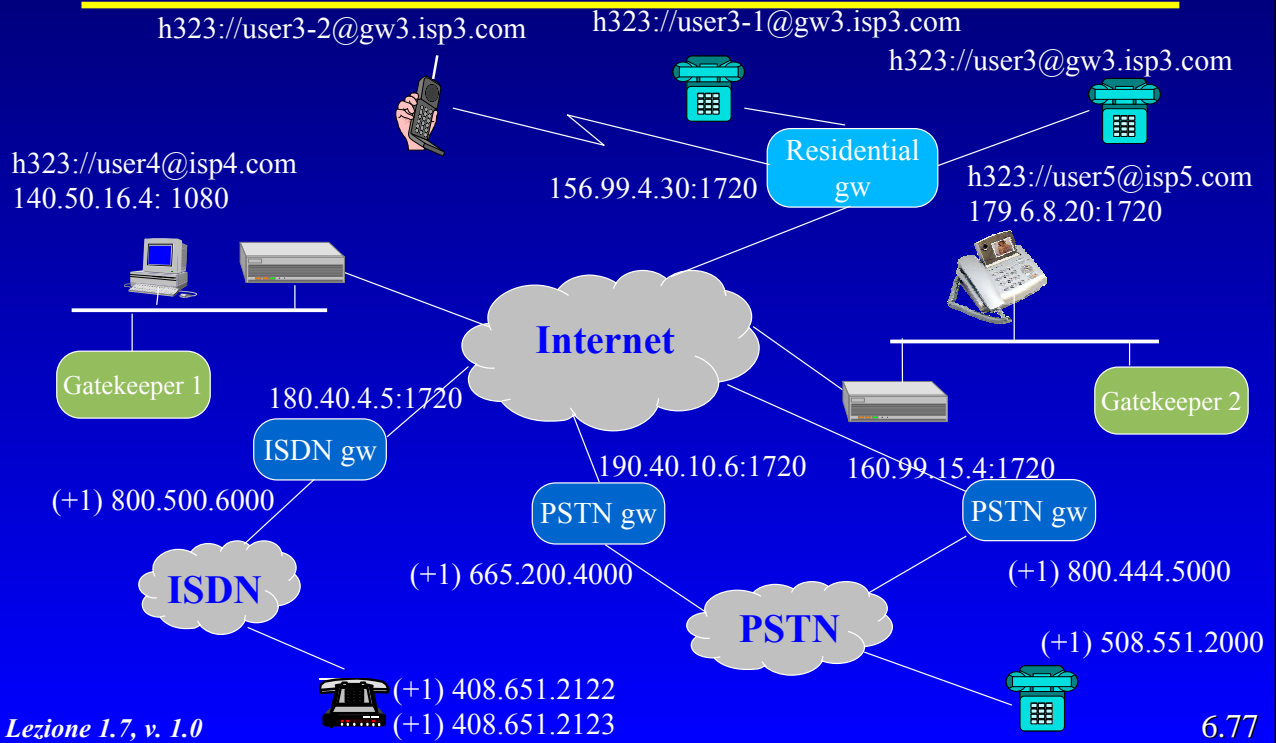 h323://user3-2@gw3.isp3.com
h323://user3-1@gw3.isp3.com
h323://user3@gw3.isp3.com
h323://user4@isp4.com
140.50.16.4: 1080
156.99.4.30:1720
Residential
gw
h323://user5@isp5.com
179.6.8.20:1720
Internet
Gatekeeper 1
180.40.4.5:1720
Gatekeeper 2
ISDN gw
190.40.10.6:1720
160.99.15.4:1720
(+1) 800.500.6000
PSTN gw
PSTN gw
ISDN
(+1) 665.200.4000
(+1) 800.444.5000
PSTN
(+1) 508.551.2000
(+1) 408.651.2122
(+1) 408.651.2123
Lezione 1.7, v. 1.0
6.77